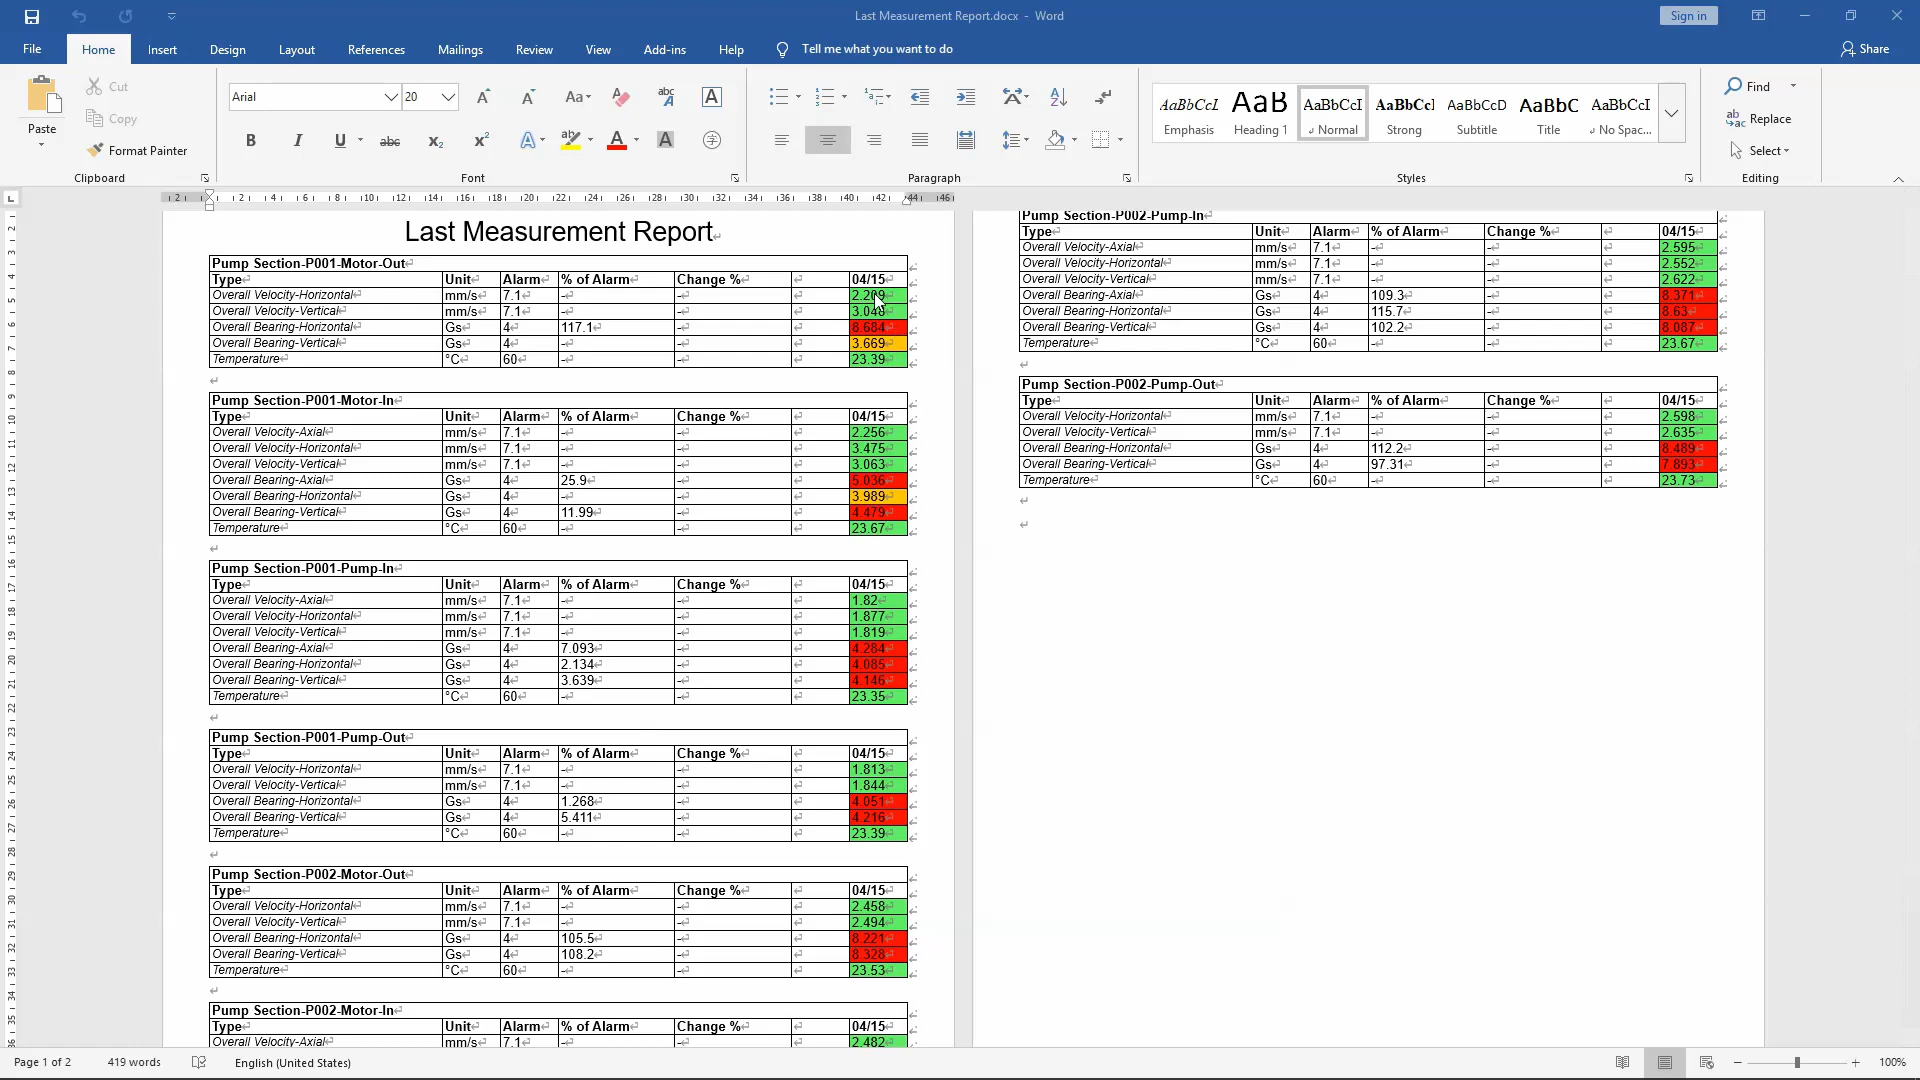 Last Measurement Report.docx - Word
Sign in
File Home Insert Design Layout References Mailings Review View Add-ins Help Tell me what you want to do
Share
Paste
Cut
Copy
Format Painter
Clipboard
Arial 20
Font
Paragraph
AaBbCcI AaB AaBbCcI AaBbCcI AaBbCcD AaBbC AaBbCcI
Emphasis Heading 1 Normal Strong Subtitle Title No Spac...
Styles
Find
Replace
Select
Editing
Last Measurement Report
Pump Section-P001-Motor-Out
Type Unit Alarm % of Alarm Change % 04/15
Overall Velocity-Horizontal mm/s 7.1 - -
Overall Velocity-Vertical mm/s 7.1 - - 3.048
Overall Bearing-Horizontal Gs 4 117.1 - 8.684
Overall Bearing-Vertical Gs 4 - - 3.669
Temperature °C 60 - - 23.39
Pump Section-P001-Motor-In
Type Unit Alarm % of Alarm Change % 04/15
Overall Velocity-Axial mm/s 7.1 - - 2.256
Overall Velocity-Horizontal mm/s 7.1 - - 3.475
Overall Velocity-Vertical mm/s 7.1 - - 3.063
Overall Bearing-Axial Gs 4 25.9 - 5.036
Overall Bearing-Horizontal Gs 4 - - 3.989
Overall Bearing-Vertical Gs 4 11.99 - 4.479
Temperature °C 60 - - 23.67
Pump Section-P001-Pump-In
Type Unit Alarm % of Alarm Change % 04/15
Overall Velocity-Axial mm/s 7.1 - - 1.82
Overall Velocity-Horizontal mm/s 7.1 - - 1.877
Overall Velocity-Vertical mm/s 7.1 - - 1.819
Overall Bearing-Axial Gs 4 7.093 - 4.284
Overall Bearing-Horizontal Gs 4 2.134 - 4.085
Overall Bearing-Vertical Gs 4 3.639 - 4.146
Temperature °C 60 - - 23.35
Pump Section-P001-Pump-Out
Type Unit Alarm % of Alarm Change % 04/15
Overall Velocity-Horizontal mm/s 7.1 - - 1.813
Overall Velocity-Vertical mm/s 7.1 - - 1.844
Overall Bearing-Horizontal Gs 4 1.268 - 4.051
Overall Bearing-Vertical Gs 4 5.411 - 4.216
Temperature °C 60 - - 23.39
Pump Section-P002-Motor-Out
Type Unit Alarm % of Alarm Change % 04/15
Overall Velocity-Horizontal mm/s 7.1 - - 2.458
Overall Velocity-Vertical mm/s 7.1 - - 2.494
Overall Bearing-Horizontal Gs 4 105.5 - 8.221
Overall Bearing-Vertical Gs 4 108.2 - 8.328
Temperature °C 60 - - 23.53
Pump Section-P002-Motor-In
Type Unit Alarm % of Alarm Change % 04/15
Overall Velocity-Axial mm/s 7.1 - - 2.482
Pump Section-P002-Pump-In
Type Unit Alarm % of Alarm Change % 04/15
Overall Velocity-Axial mm/s 7.1 - - 2.595
Overall Velocity-Horizontal mm/s 7.1 - - 2.552
Overall Velocity-Vertical mm/s 7.1 - - 2.622
Overall Bearing-Axial Gs 4 109.3 - 8.371
Overall Bearing-Horizontal Gs 4 115.7 - 8.63
Overall Bearing-Vertical Gs 4 102.2 - 8.087
Temperature °C 60 - - 23.67
Pump Section-P002-Pump-Out
Type Unit Alarm % of Alarm Change % 04/15
Overall Velocity-Horizontal mm/s 7.1 - - 2.598
Overall Velocity-Vertical mm/s 7.1 - - 2.635
Overall Bearing-Horizontal Gs 4 112.2 - 8.489
Overall Bearing-Vertical Gs 4 97.31 - 7.893
Temperature °C 60 - - 23.73
Page 1 of 2 419 words English (United States) 100%